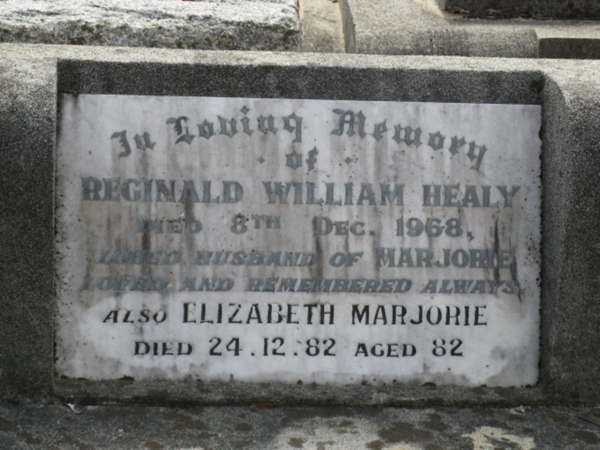 In Loving Memory
· of ·
REGINALD WILLIAM HEALY
DIED 8TH DEC. 1968,
LOVED HUSBAND OF MARJORIE
LOVED AND REMEMBERED ALWAYS.
ALSO ELIZABETH MARJORIE
DIED 24.12.82 AGED 82